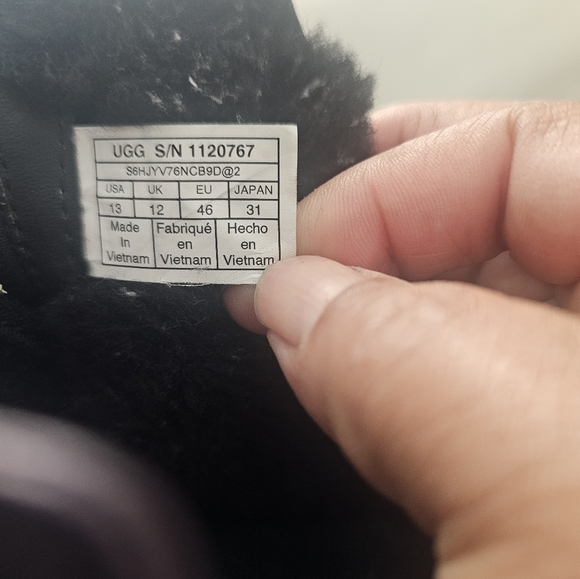 UGG S/N 1120767
S6HJYV76NCB9D@2
USA UK EU JAPAN
13 12 46 31
Made Fabriqué Hecho
In en en
Vietnam Vietnam Vietnam